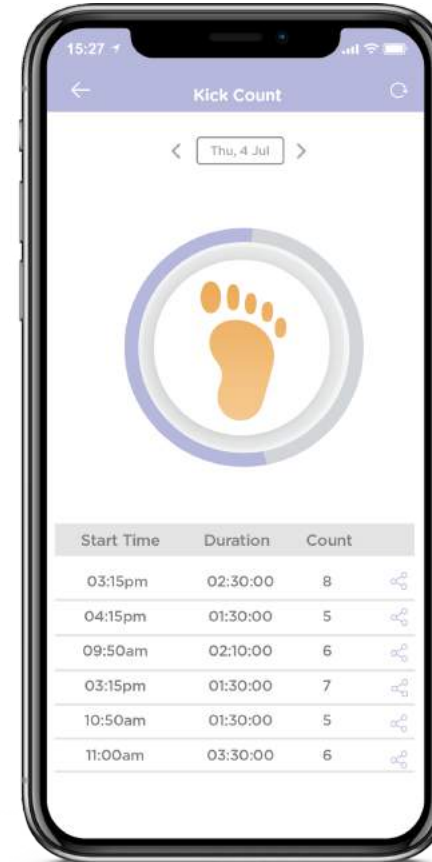 15:27
Kick Count
Thu, 4 Jul
Start Time Duration Count
03:15pm 02:30:00 8
04:15pm 01:30:00 5
09:50am 02:10:00 6
03:15pm 01:30:00 7
10:50am 01:30:00 5
11:00am 03:30:00 6